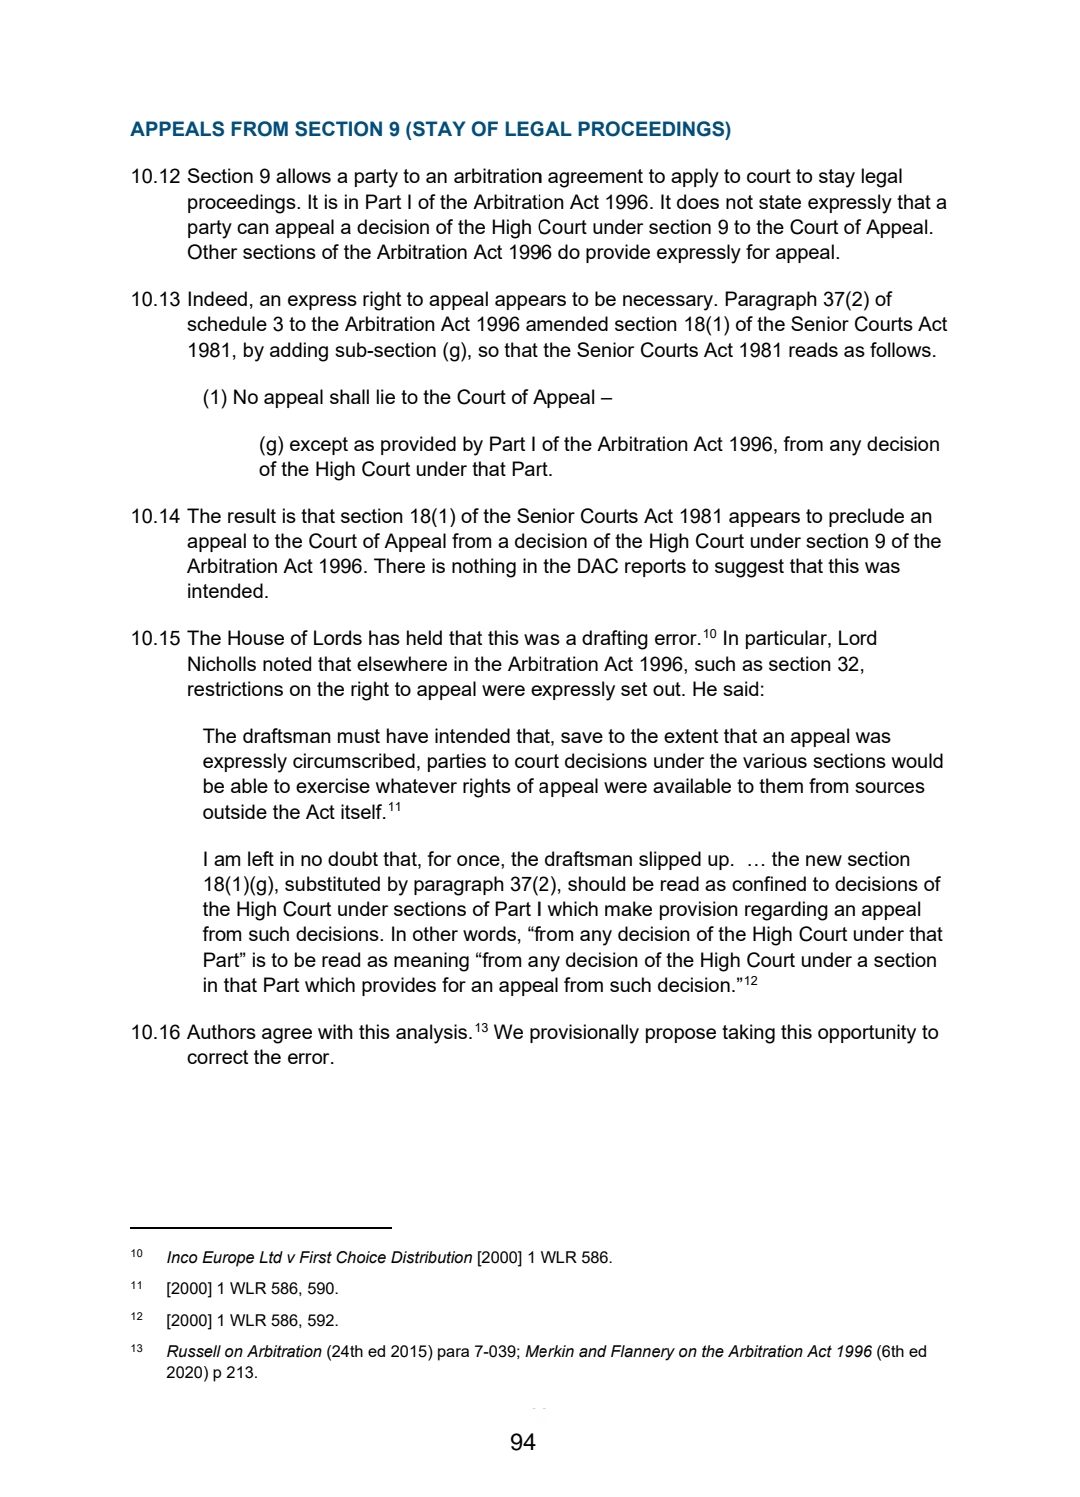 APPEALS FROM SECTION 9 (STAY OF LEGAL PROCEEDINGS)
10.12 Section 9 allows a party to an arbitration agreement to apply to court to stay legal
proceedings. It is in Part I of the Arbitration Act 1996. It does not state expressly that a
party can appeal a decision of the High Court under section 9 to the Court of Appeal.
Other sections of the Arbitration Act 1996 do provide expressly for appeal.
10.13 Indeed, an express right to appeal appears to be necessary. Paragraph 37(2) of
schedule 3 to the Arbitration Act 1996 amended section 18(1) of the Senior Courts Act
1981, by adding sub-section (g), so that the Senior Courts Act 1981 reads as follows.
(1) No appeal shall lie to the Court of Appeal –
(g) except as provided by Part I of the Arbitration Act 1996, from any decision
of the High Court under that Part.
10.14 The result is that section 18(1) of the Senior Courts Act 1981 appears to preclude an
appeal to the Court of Appeal from a decision of the High Court under section 9 of the
Arbitration Act 1996. There is nothing in the DAC reports to suggest that this was
intended.
10.15 The House of Lords has held that this was a drafting error.10 In particular, Lord
Nicholls noted that elsewhere in the Arbitration Act 1996, such as section 32,
restrictions on the right to appeal were expressly set out. He said:
The draftsman must have intended that, save to the extent that an appeal was
expressly circumscribed, parties to court decisions under the various sections would
be able to exercise whatever rights of appeal were available to them from sources
outside the Act itself.11
I am left in no doubt that, for once, the draftsman slipped up. … the new section
18(1)(g), substituted by paragraph 37(2), should be read as confined to decisions of
the High Court under sections of Part I which make provision regarding an appeal
from such decisions. In other words, “from any decision of the High Court under that
Part” is to be read as meaning “from any decision of the High Court under a section
in that Part which provides for an appeal from such decision.”12
10.16 Authors agree with this analysis.13 We provisionally propose taking this opportunity to
correct the error.
10 Inco Europe Ltd v First Choice Distribution [2000] 1 WLR 586.
11 [2000] 1 WLR 586, 590.
12 [2000] 1 WLR 586, 592.
13 Russell on Arbitration (24th ed 2015) para 7-039; Merkin and Flannery on the Arbitration Act 1996 (6th ed
2020) p 213.
94